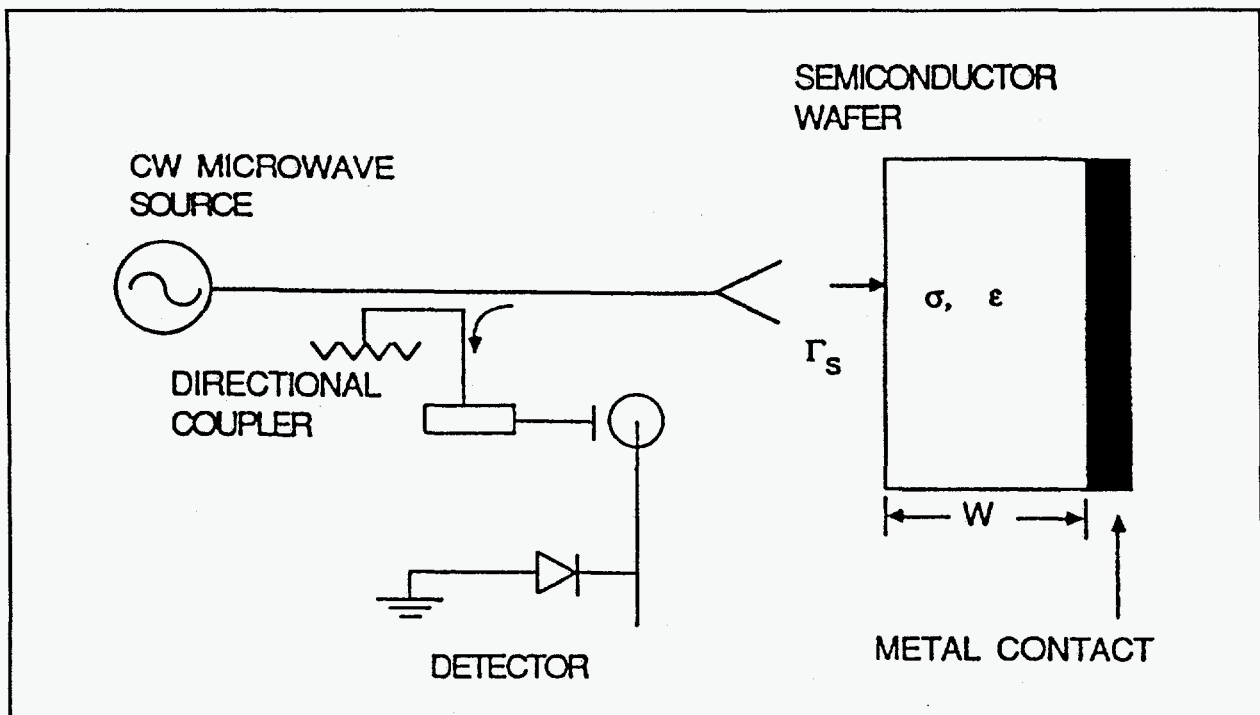 SEMICONDUCTOR
WAFER
CW MICROWAVE
SOURCE
σ, ε
Γs
DIRECTIONAL
COUPLER
W
DETECTOR
METAL CONTACT